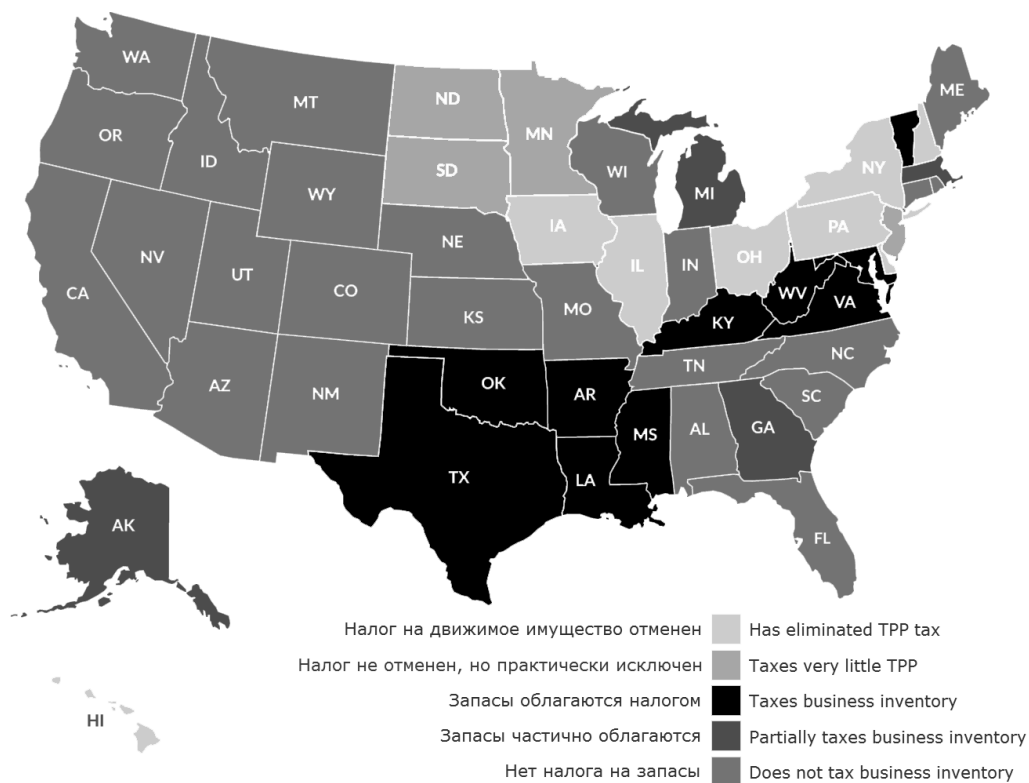 WA
ME
ND
MT
MN
OR
NY
ID
SD
WI
MI
WY
IA
PA
NE
NV
OH
IL
IN
UT
CA
CO
WV
VA
MO
KS
KY
NC
TN
OK
AZ
NM
AR
SC
GA
AL
MS
TX
LA
AK
FL
HI
Налог на движимое имущество отменен Has eliminated TPP tax
Налог не отменен, но практически исключен Taxes very little TPP
Запасы облагаются налогом Taxes business inventory
Запасы частично облагаются Partially taxes business inventory
Нет налога на запасы Does not tax business inventory